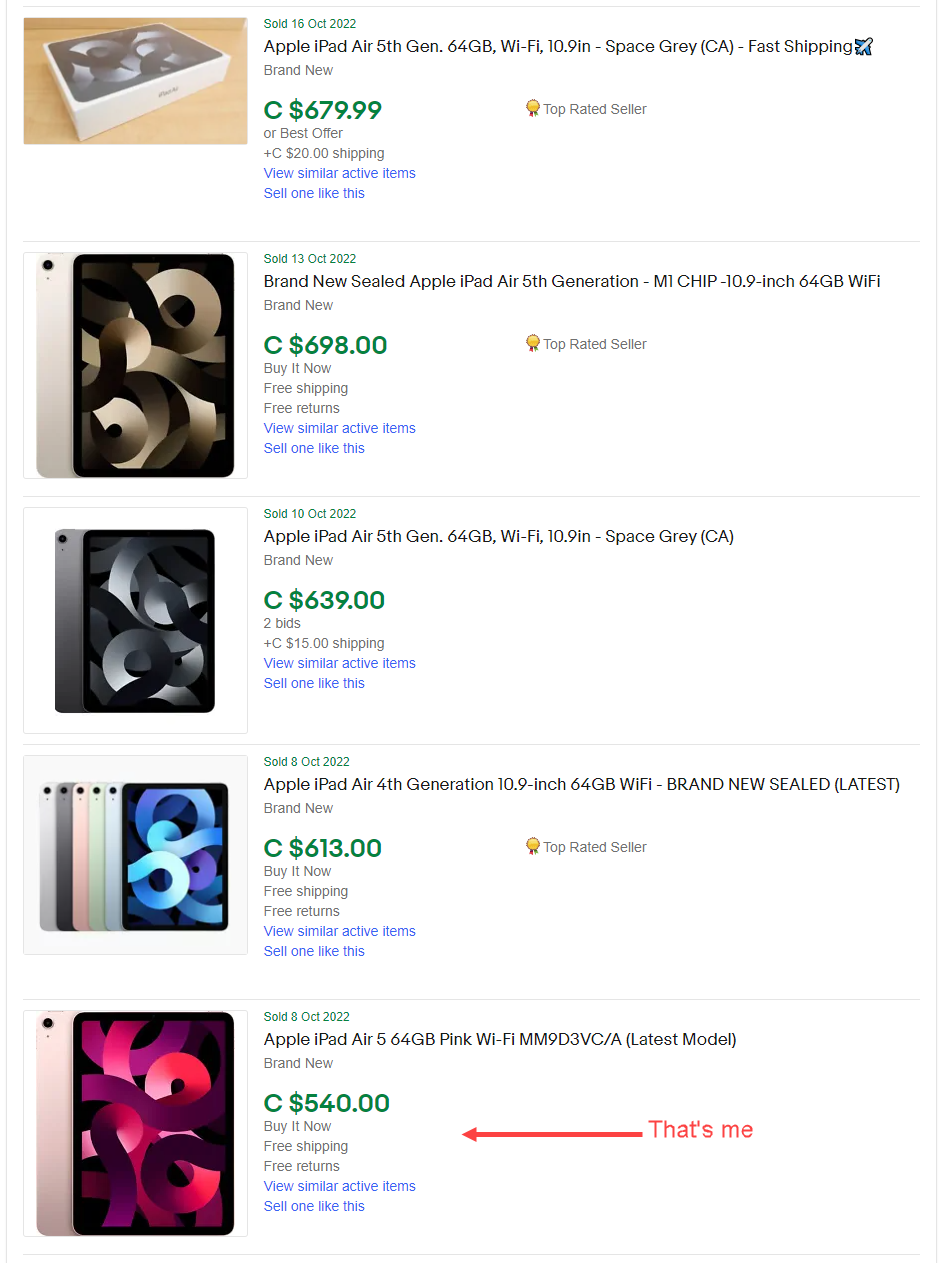 Sold 16 Oct 2022
Apple iPad Air 5th Gen. 64GB, Wi-Fi, 10.9in - Space Grey (CA) - Fast Shipping✈️
Brand New
C $679.99
Top Rated Seller
or Best Offer
+C $20.00 shipping
View similar active items
Sell one like this
iPad Air
Sold 13 Oct 2022
Brand New Sealed Apple iPad Air 5th Generation - M1 CHIP -10.9-inch 64GB WiFi
Brand New
C $698.00
Top Rated Seller
Buy It Now
Free shipping
Free returns
View similar active items
Sell one like this
Sold 10 Oct 2022
Apple iPad Air 5th Gen. 64GB, Wi-Fi, 10.9in - Space Grey (CA)
Brand New
C $639.00
2 bids
+C $15.00 shipping
View similar active items
Sell one like this
Sold 8 Oct 2022
Apple iPad Air 4th Generation 10.9-inch 64GB WiFi - BRAND NEW SEALED (LATEST)
Brand New
C $613.00
Top Rated Seller
Buy It Now
Free shipping
Free returns
View similar active items
Sell one like this
Sold 8 Oct 2022
Apple iPad Air 5 64GB Pink Wi-Fi MM9D3VC/A (Latest Model)
Brand New
C $540.00
Buy It Now
That's me
Free shipping
Free returns
View similar active items
Sell one like this